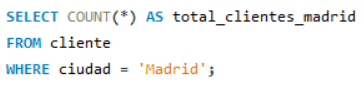 SELECT COUNT(*) AS total_clientes_madrid
FROM cliente
WHERE ciudad = 'Madrid';